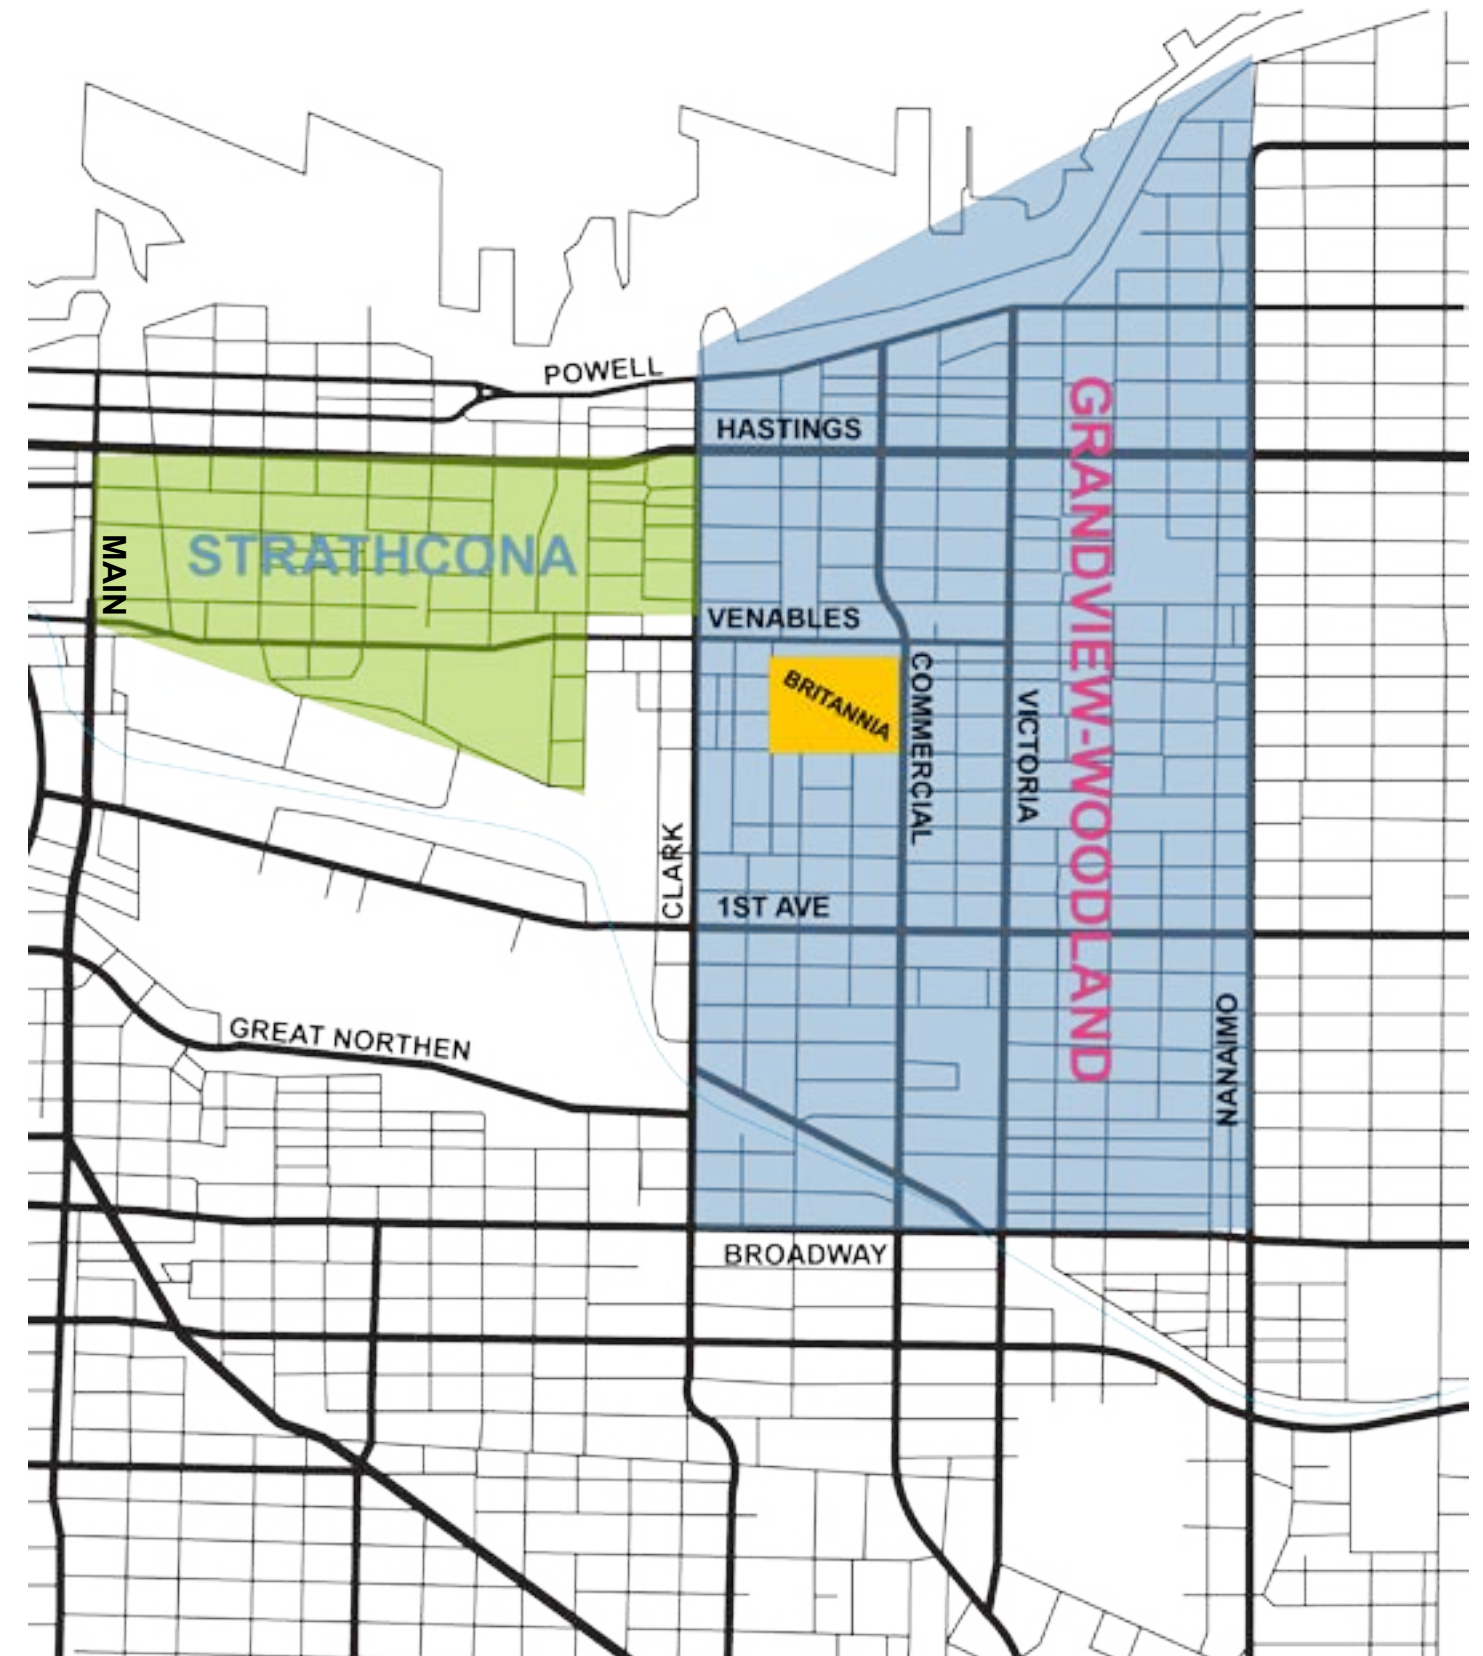 POWELL
HASTINGS
STRATHCONA
MAIN
VENABLES
BRITANNIA
COMMERCIAL
VICTORIA
GRANDVIEW-WOODLAND
CLARK
1ST AVE
NANAIMO
GREAT NORTHEN
BROADWAY